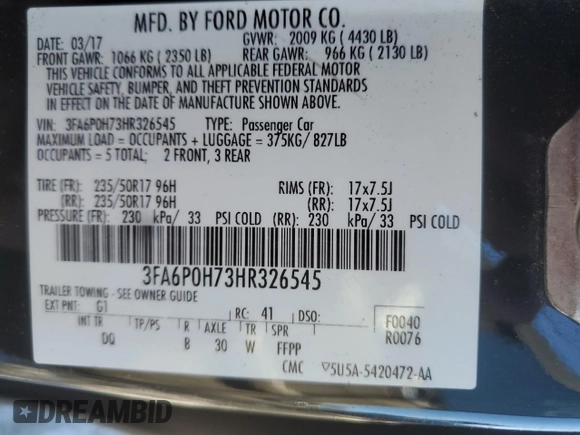 MFD. BY FORD MOTOR CO.
DATE: 03/17 GVWR: 2009 KG ( 4430 LB)
FRONT GAWR: 1066 KG ( 2350 LB) REAR GAWR: 966 KG ( 2130 LB)
THIS VEHICLE CONFORMS TO ALL APPLICABLE FEDERAL MOTOR
VEHICLE SAFETY, BUMPER, AND THEFT PREVENTION STANDARDS
IN EFFECT ON THE DATE OF MANUFACTURE SHOWN ABOVE.
VIN: 3FA6P0H73HR326545 TYPE: Passenger Car
MAXIMUM LOAD = OCCUPANTS + LUGGAGE = 375KG/ 827LB
OCCUPANTS = 5 TOTAL; 2 FRONT, 3 REAR
TIRE (FR): 235/50R17 96H RIMS (FR): 17x7.5J
(RR): 235/50R17 96H (RR): 17x7.5J
PRESSURE (FR): 230 kPa/ 33 PSI COLD (RR): 230 kPa/ 33 PSI COLD
3FA6P0H73HR326545
TRAILER TOWING - SEE OWNER GUIDE
EXT PNT: G1 RC: 41 DSO: F0040
INT TR TP/PS R AXLE TR SPR R0076
DQ B 30 W FFPP
CMC V5U5A-5420472-AA
DREAMBID